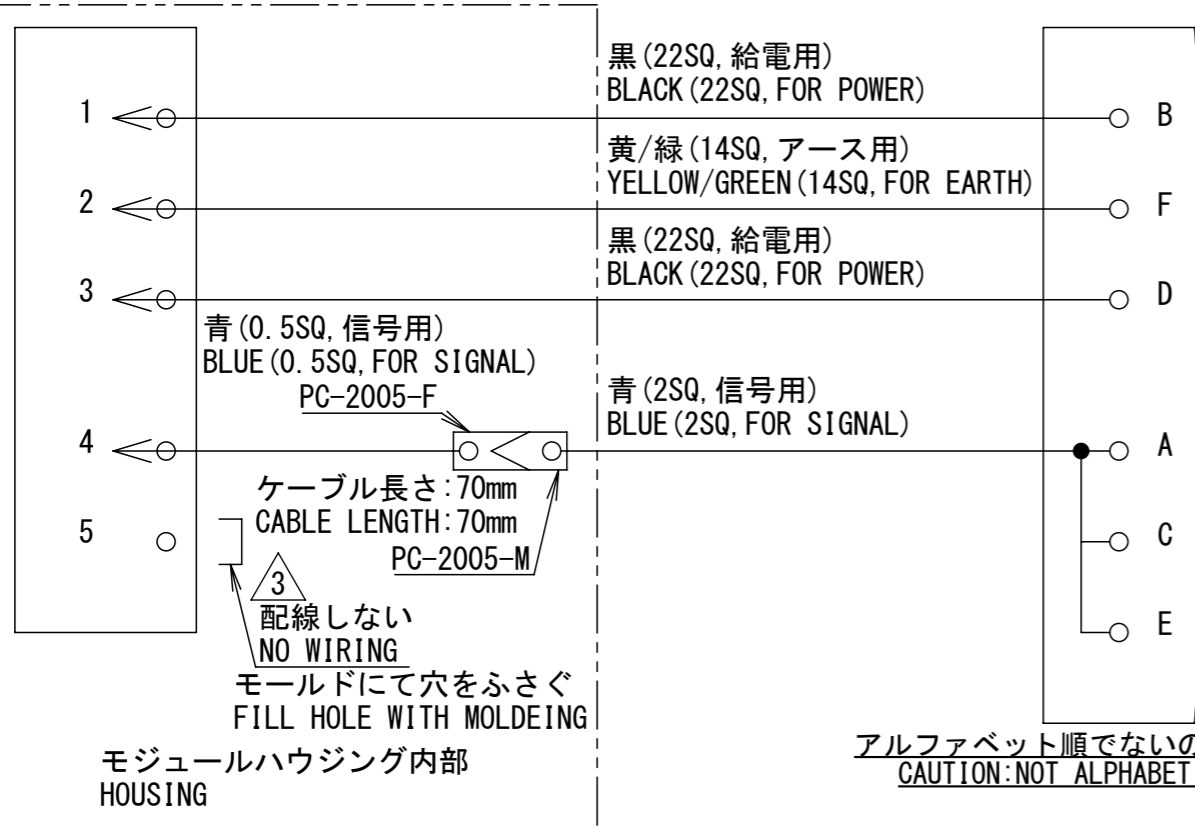 黒(22SQ,給電用)
BLACK(22SQ,FOR POWER)
1
B
黄/緑(14SQ,アース用)
YELLOW/GREEN(14SQ,FOR EARTH)
2
F
黒(22SQ,給電用)
BLACK(22SQ,FOR POWER)
3
D
青(0.5SQ,信号用)
BLUE(0.5SQ,FOR SIGNAL)
PC-2005-F
青(2SQ,信号用)
BLUE(2SQ,FOR SIGNAL)
4
A
ケーブル長さ:70mm
CABLE LENGTH:70mm
5
C
PC-2005-M
3
配線しない
NO WIRING
E
モールドにて穴をふさぐ
FILL HOLE WITH MOLDEING
アルファベット順でないの
CAUTION:NOT ALPHABET
モジュールハウジング内部
HOUSING